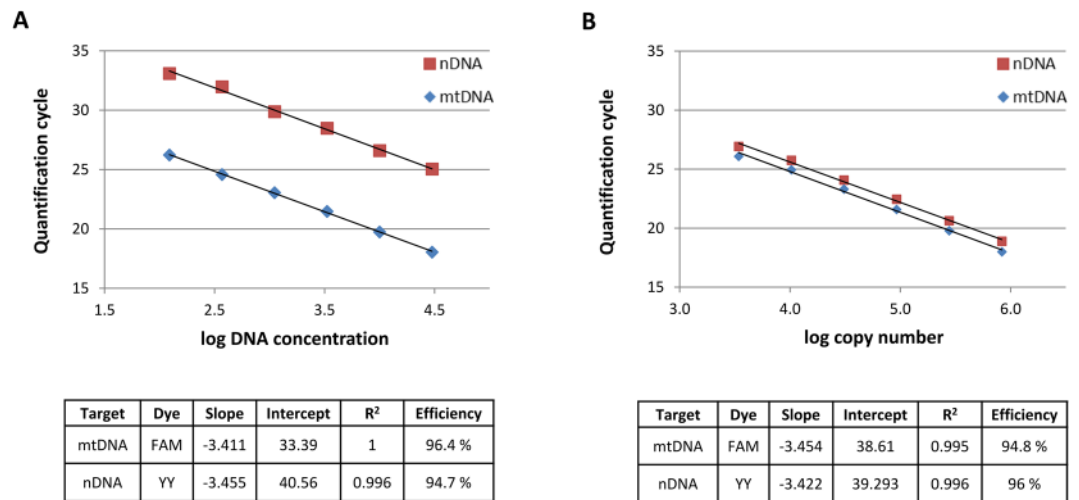 A
35
30
25
20
15
1.5 2.5 3.5 4.5
Quantification cycle
log DNA concentration
nDNA
mtDNA
Target Dye Slope Intercept R² Efficiency
mtDNA FAM -3.411 33.39 1 96.4 %
nDNA YY -3.455 40.56 0.996 94.7 %
B
35
30
25
20
15
3.0 4.0 5.0 6.0
Quantification cycle
log copy number
nDNA
mtDNA
Target Dye Slope Intercept R² Efficiency
mtDNA FAM -3.454 38.61 0.995 94.8 %
nDNA YY -3.422 39.293 0.996 96 %